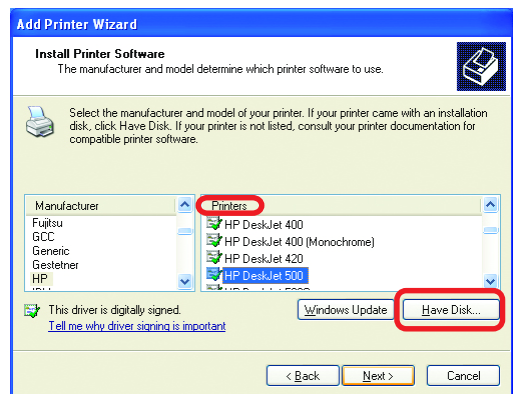 Add Printer Wizard
Install Printer Software
The manufacturer and model determine which printer software to use.
Select the manufacturer and model of your printer. If your printer came with an installation
disk, click Have Disk. If your printer is not listed, consult your printer documentation for
compatible printer software.
Manufacturer
Fujitsu
GCC
Generic
Gestetner
HP
Printers
HP DeskJet 400
HP DeskJet 400 (Monochrome)
HP DeskJet 420
HP DeskJet 500
This driver is digitally signed.
Tell me why driver signing is important
Windows Update
Have Disk...
< Back
Next >
Cancel